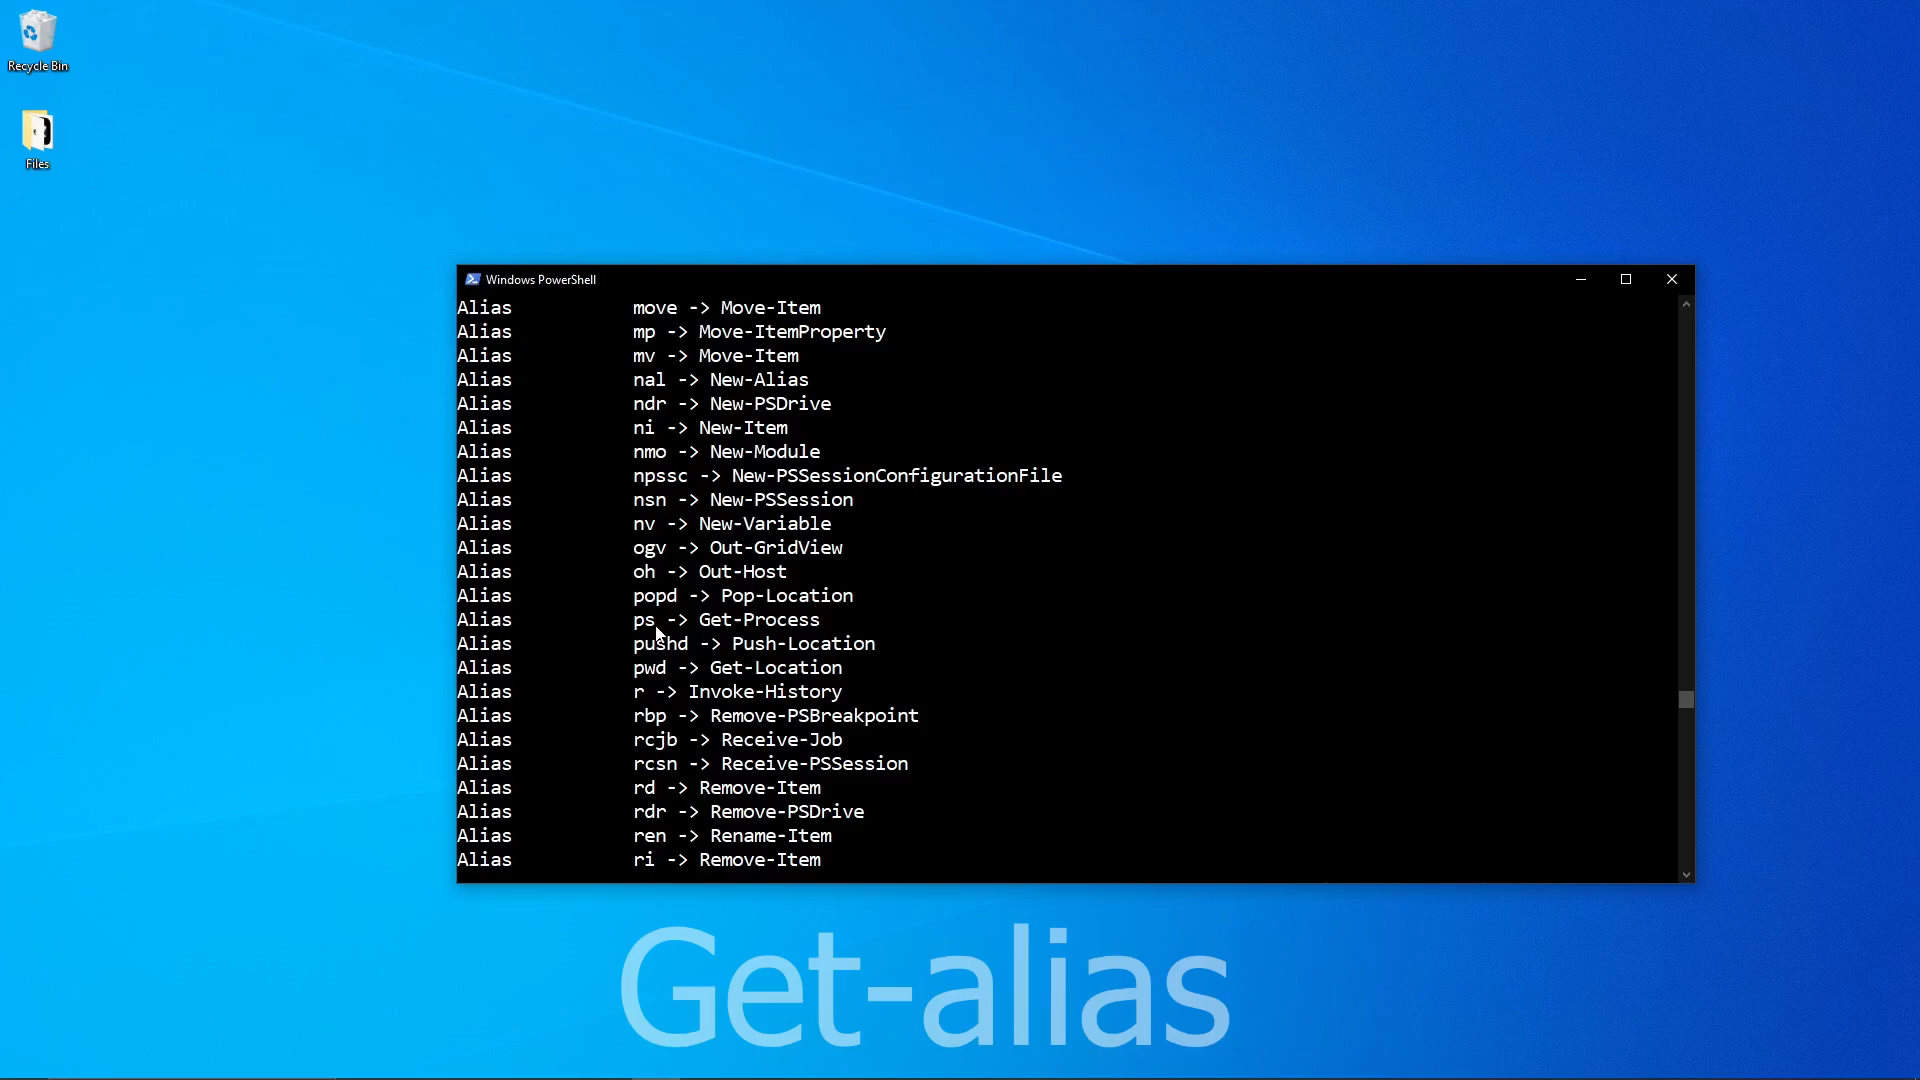 Recycle Bin
Files
Windows PowerShell
Alias move -> Move-Item
Alias mp -> Move-ItemProperty
Alias mv -> Move-Item
Alias nal -> New-Alias
Alias ndr -> New-PSDrive
Alias ni -> New-Item
Alias nmo -> New-Module
Alias npssc -> New-PSSessionConfigurationFile
Alias nsn -> New-PSSession
Alias nv -> New-Variable
Alias ogv -> Out-GridView
Alias oh -> Out-Host
Alias popd -> Pop-Location
Alias ps -> Get-Process
Alias pushd -> Push-Location
Alias pwd -> Get-Location
Alias r -> Invoke-History
Alias rbp -> Remove-PSBreakpoint
Alias rcjb -> Receive-Job
Alias rcsn -> Receive-PSSession
Alias rd -> Remove-Item
Alias rdr -> Remove-PSDrive
Alias ren -> Rename-Item
Alias ri -> Remove-Item
Get-alias